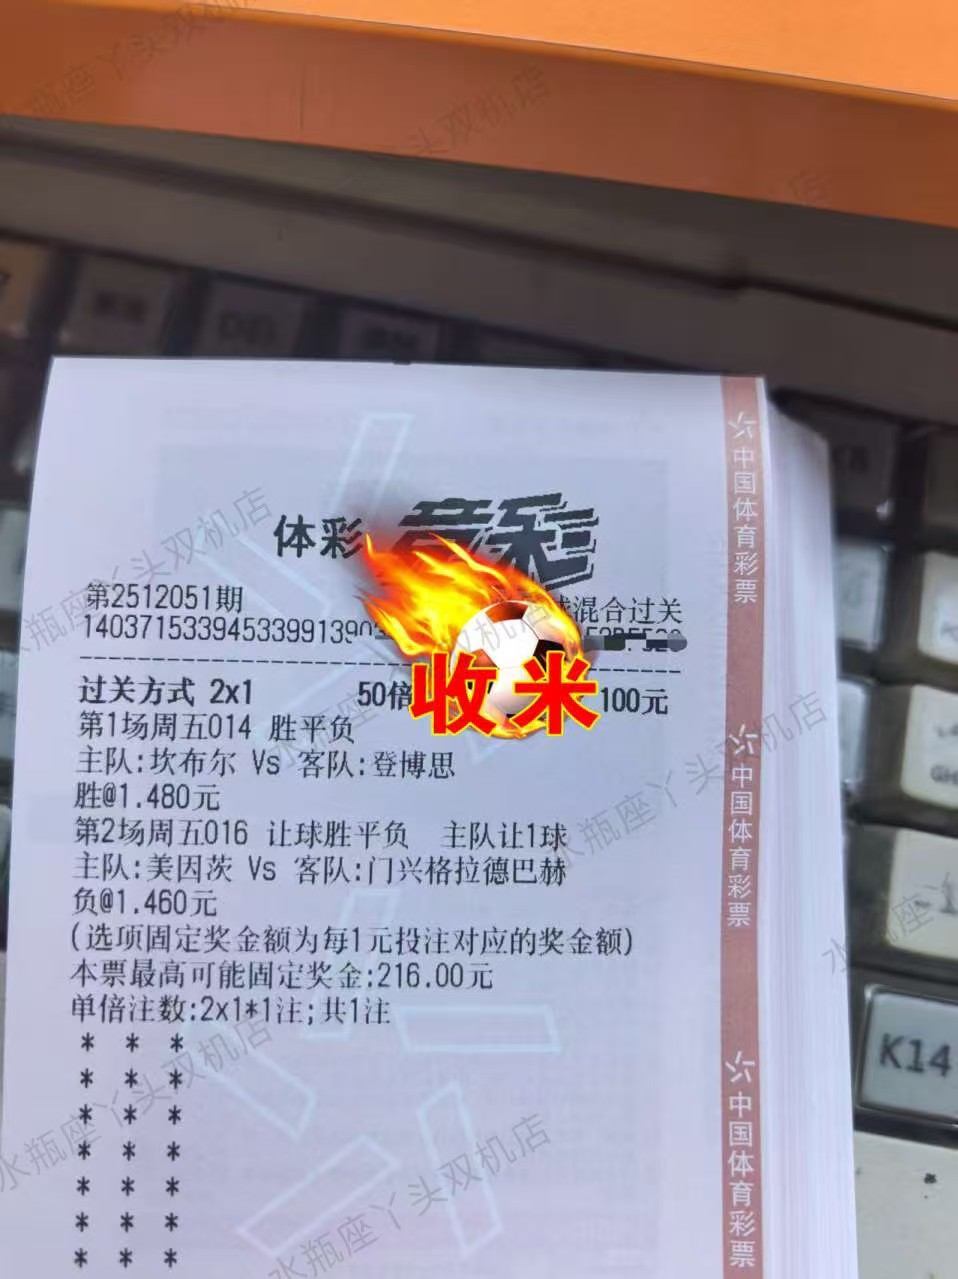 体彩 竞彩
第2512051期
球混合过关
1403715339453399139
过关方式 2x1
50倍
100元
收米
第1场周五014 胜平负
主队:坎布尔 Vs 客队:登博思
胜@1.480元
第2场周五016 让球胜平负 主队让1球
主队:美因茨 Vs 客队:门兴格拉德巴赫
负@1.460元
(选项固定奖金额为每1元投注对应的奖金额)
本票最高可能固定奖金:216.00元
单倍注数:2x1*1注;共1注
* * *
* * *
* * *
* * *
* * *
* * *
* * *
中国体育彩票
中国体育彩票
中国体育彩票
K14
水瓶座丫头双机店